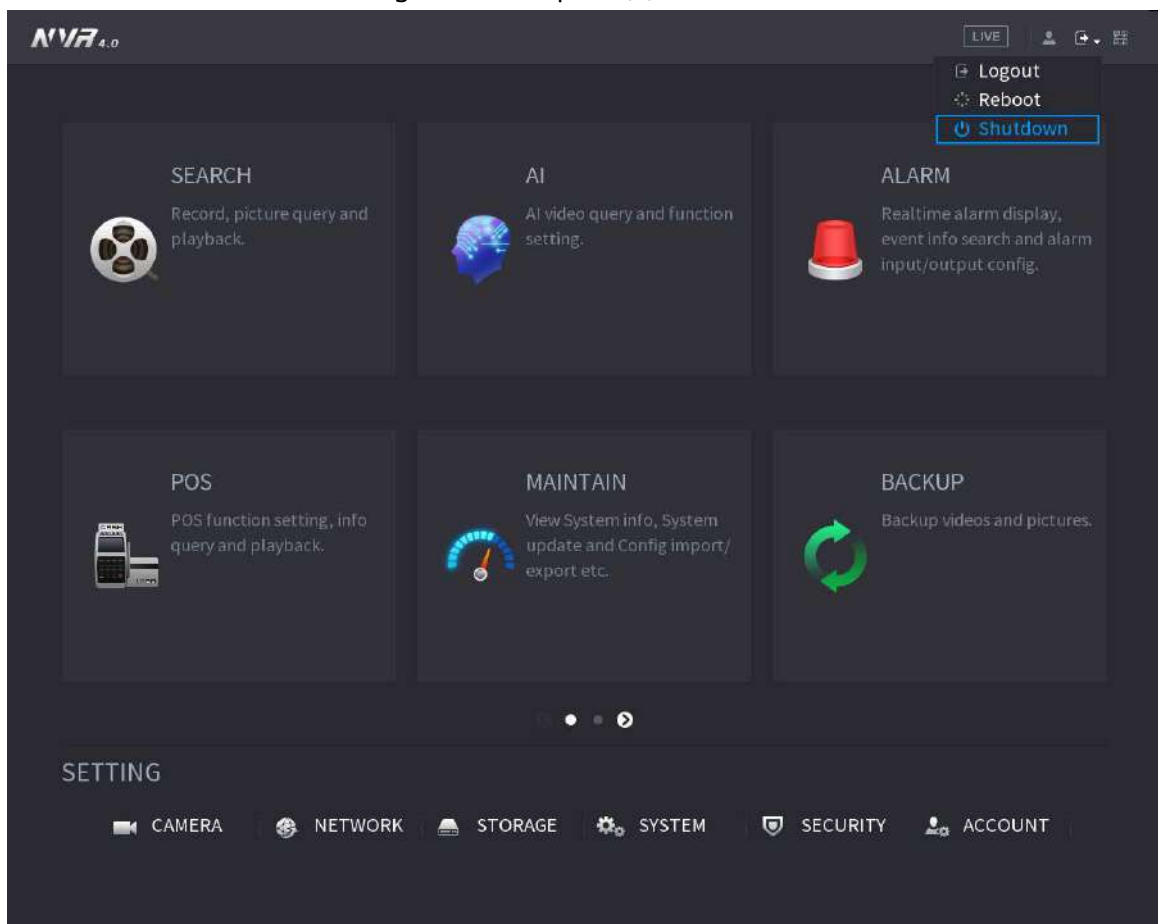 NVR 4.0
LIVE
Logout
Reboot
Shutdown
SEARCH
Record, picture query and
playback.
AI
AI video query and function
setting.
ALARM
Realtime alarm display,
event info search and alarm
input/output config.
POS
POS function setting, info
query and playback.
MAINTAIN
View System info, System
update and Config import/
export etc.
BACKUP
Backup videos and pictures.
SETTING
CAMERA NETWORK STORAGE SYSTEM SECURITY ACCOUNT